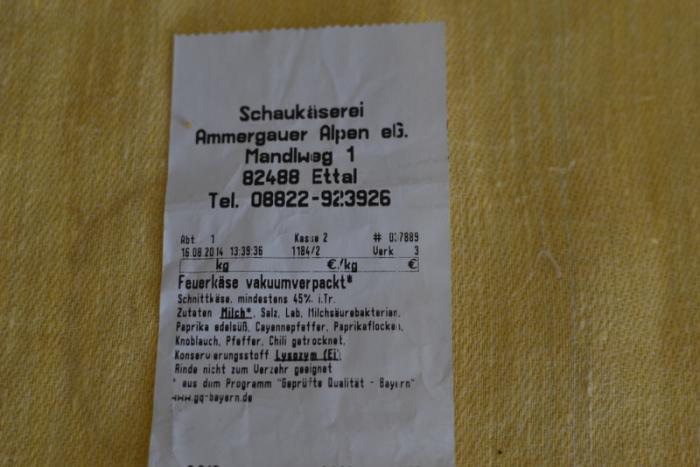 Schaukäserei
Ammergauer Alpen eG.
Mandlweg 1
82488 Ettal
Tel. 08822-923926
Abt 1 Kasse 2 # 037889
16.08.2014 13:39:36 1184/2 Verk 3
kg €/kg €
Feuerkäse vakuumverpackt*
Schnittkäse, mindestens 45% i.Tr.
Zutaten Milch*, Salz, Lab, Milchsäurebakterien,
Paprika edelsüß, Cayennepfeffer, Paprikaflocken,
Knoblauch, Pfeffer, Chili getrocknet,
Konservierungsstoff Lysozym (Ei)
Rinde nicht zum Verzehr geeignet
* aus dem Programm "Geprüfte Qualität - Bayern"
www.gq-bayern.de